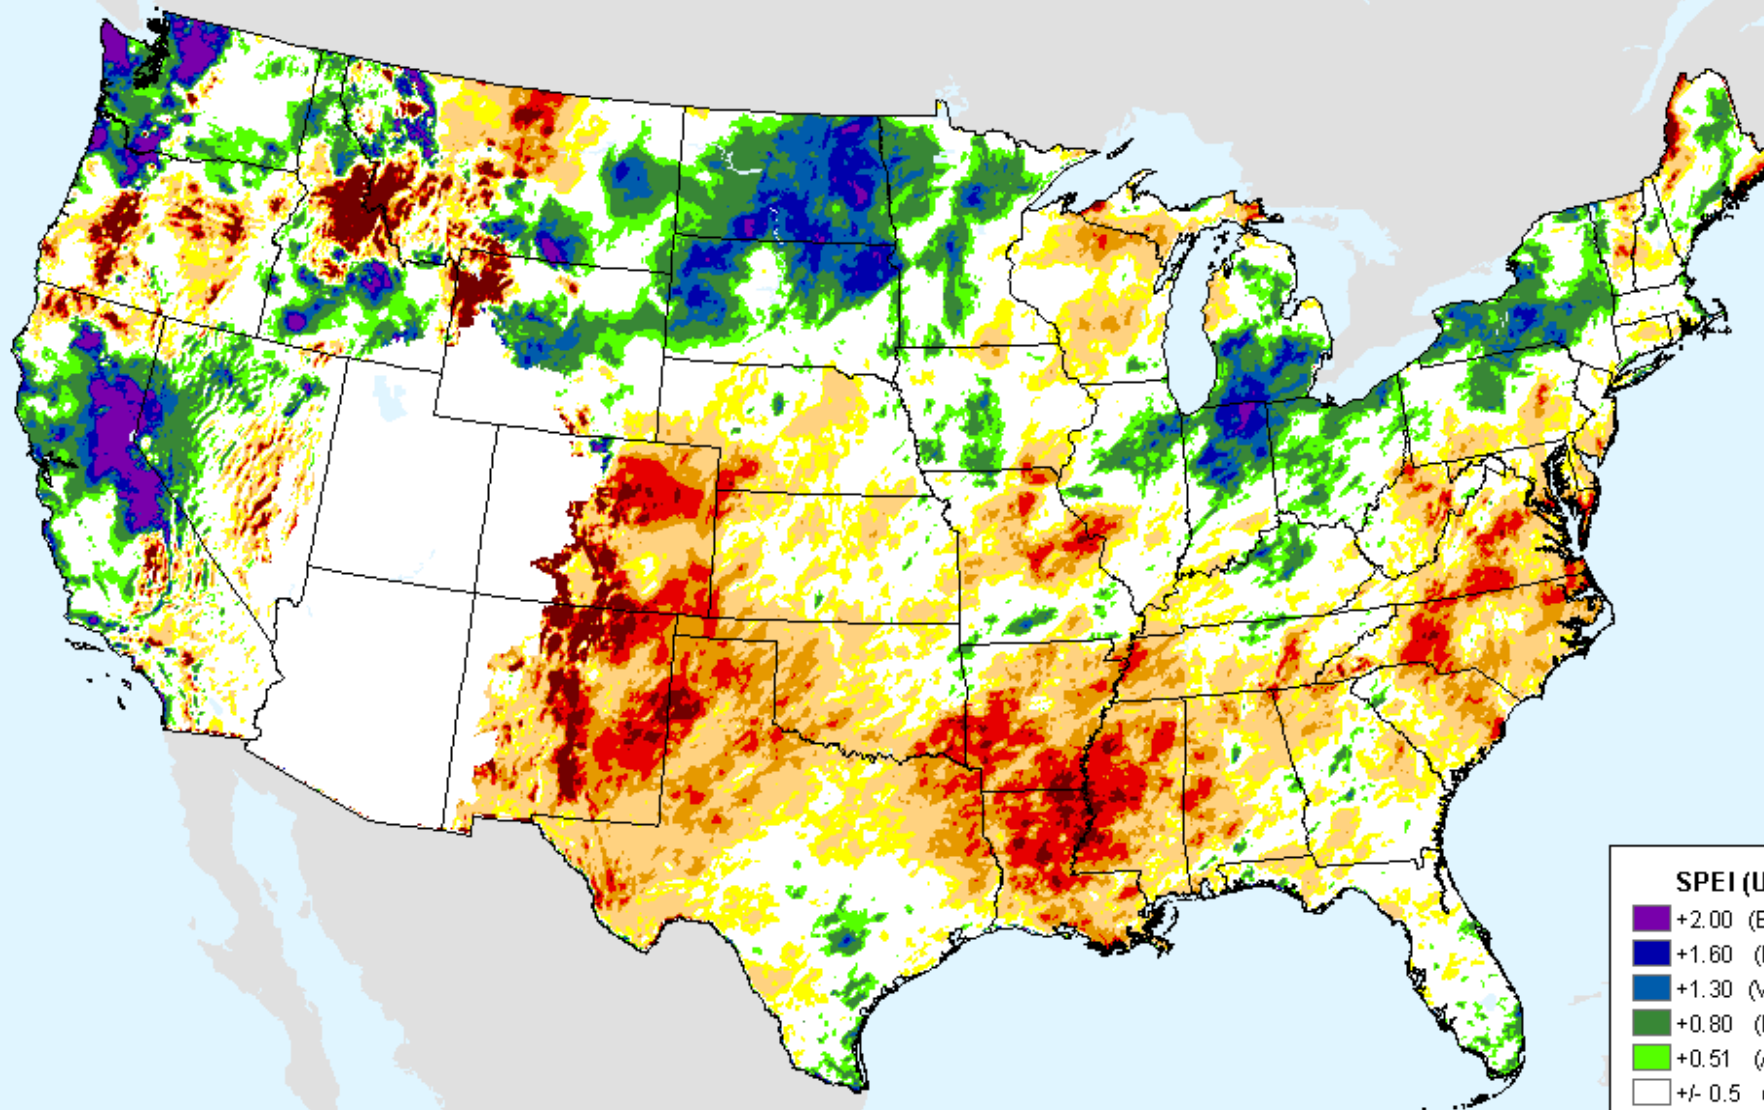 SPEI (U
+2.00 (E
+1.60 (
+1.30 (V
+0.80 (
+0.51 (/
+/- 0.5